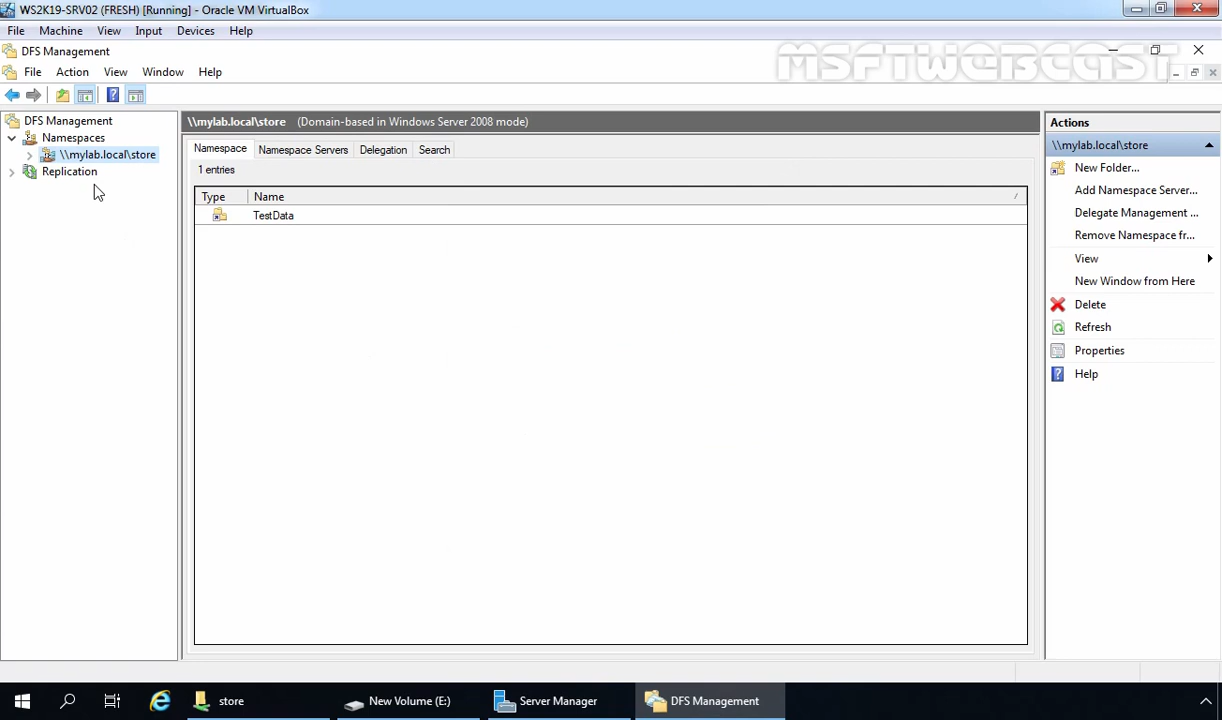 WS2K19-SRV02 (FRESH) [Running] - Oracle VM VirtualBox
File Machine View Input Devices Help
DFS Management
MSFTWEBCAST
File Action View Window Help
DFS Management
Namespaces
\\mylab.local\store
Replication
\\mylab.local\store (Domain-based in Windows Server 2008 mode)
Namespace Namespace Servers Delegation Search
1 entries
Type Name
TestData
Actions
\\mylab.local\store
New Folder...
Add Namespace Server...
Delegate Management ...
Remove Namespace fr...
View
New Window from Here
Delete
Refresh
Properties
Help
store New Volume (E:) Server Manager DFS Management